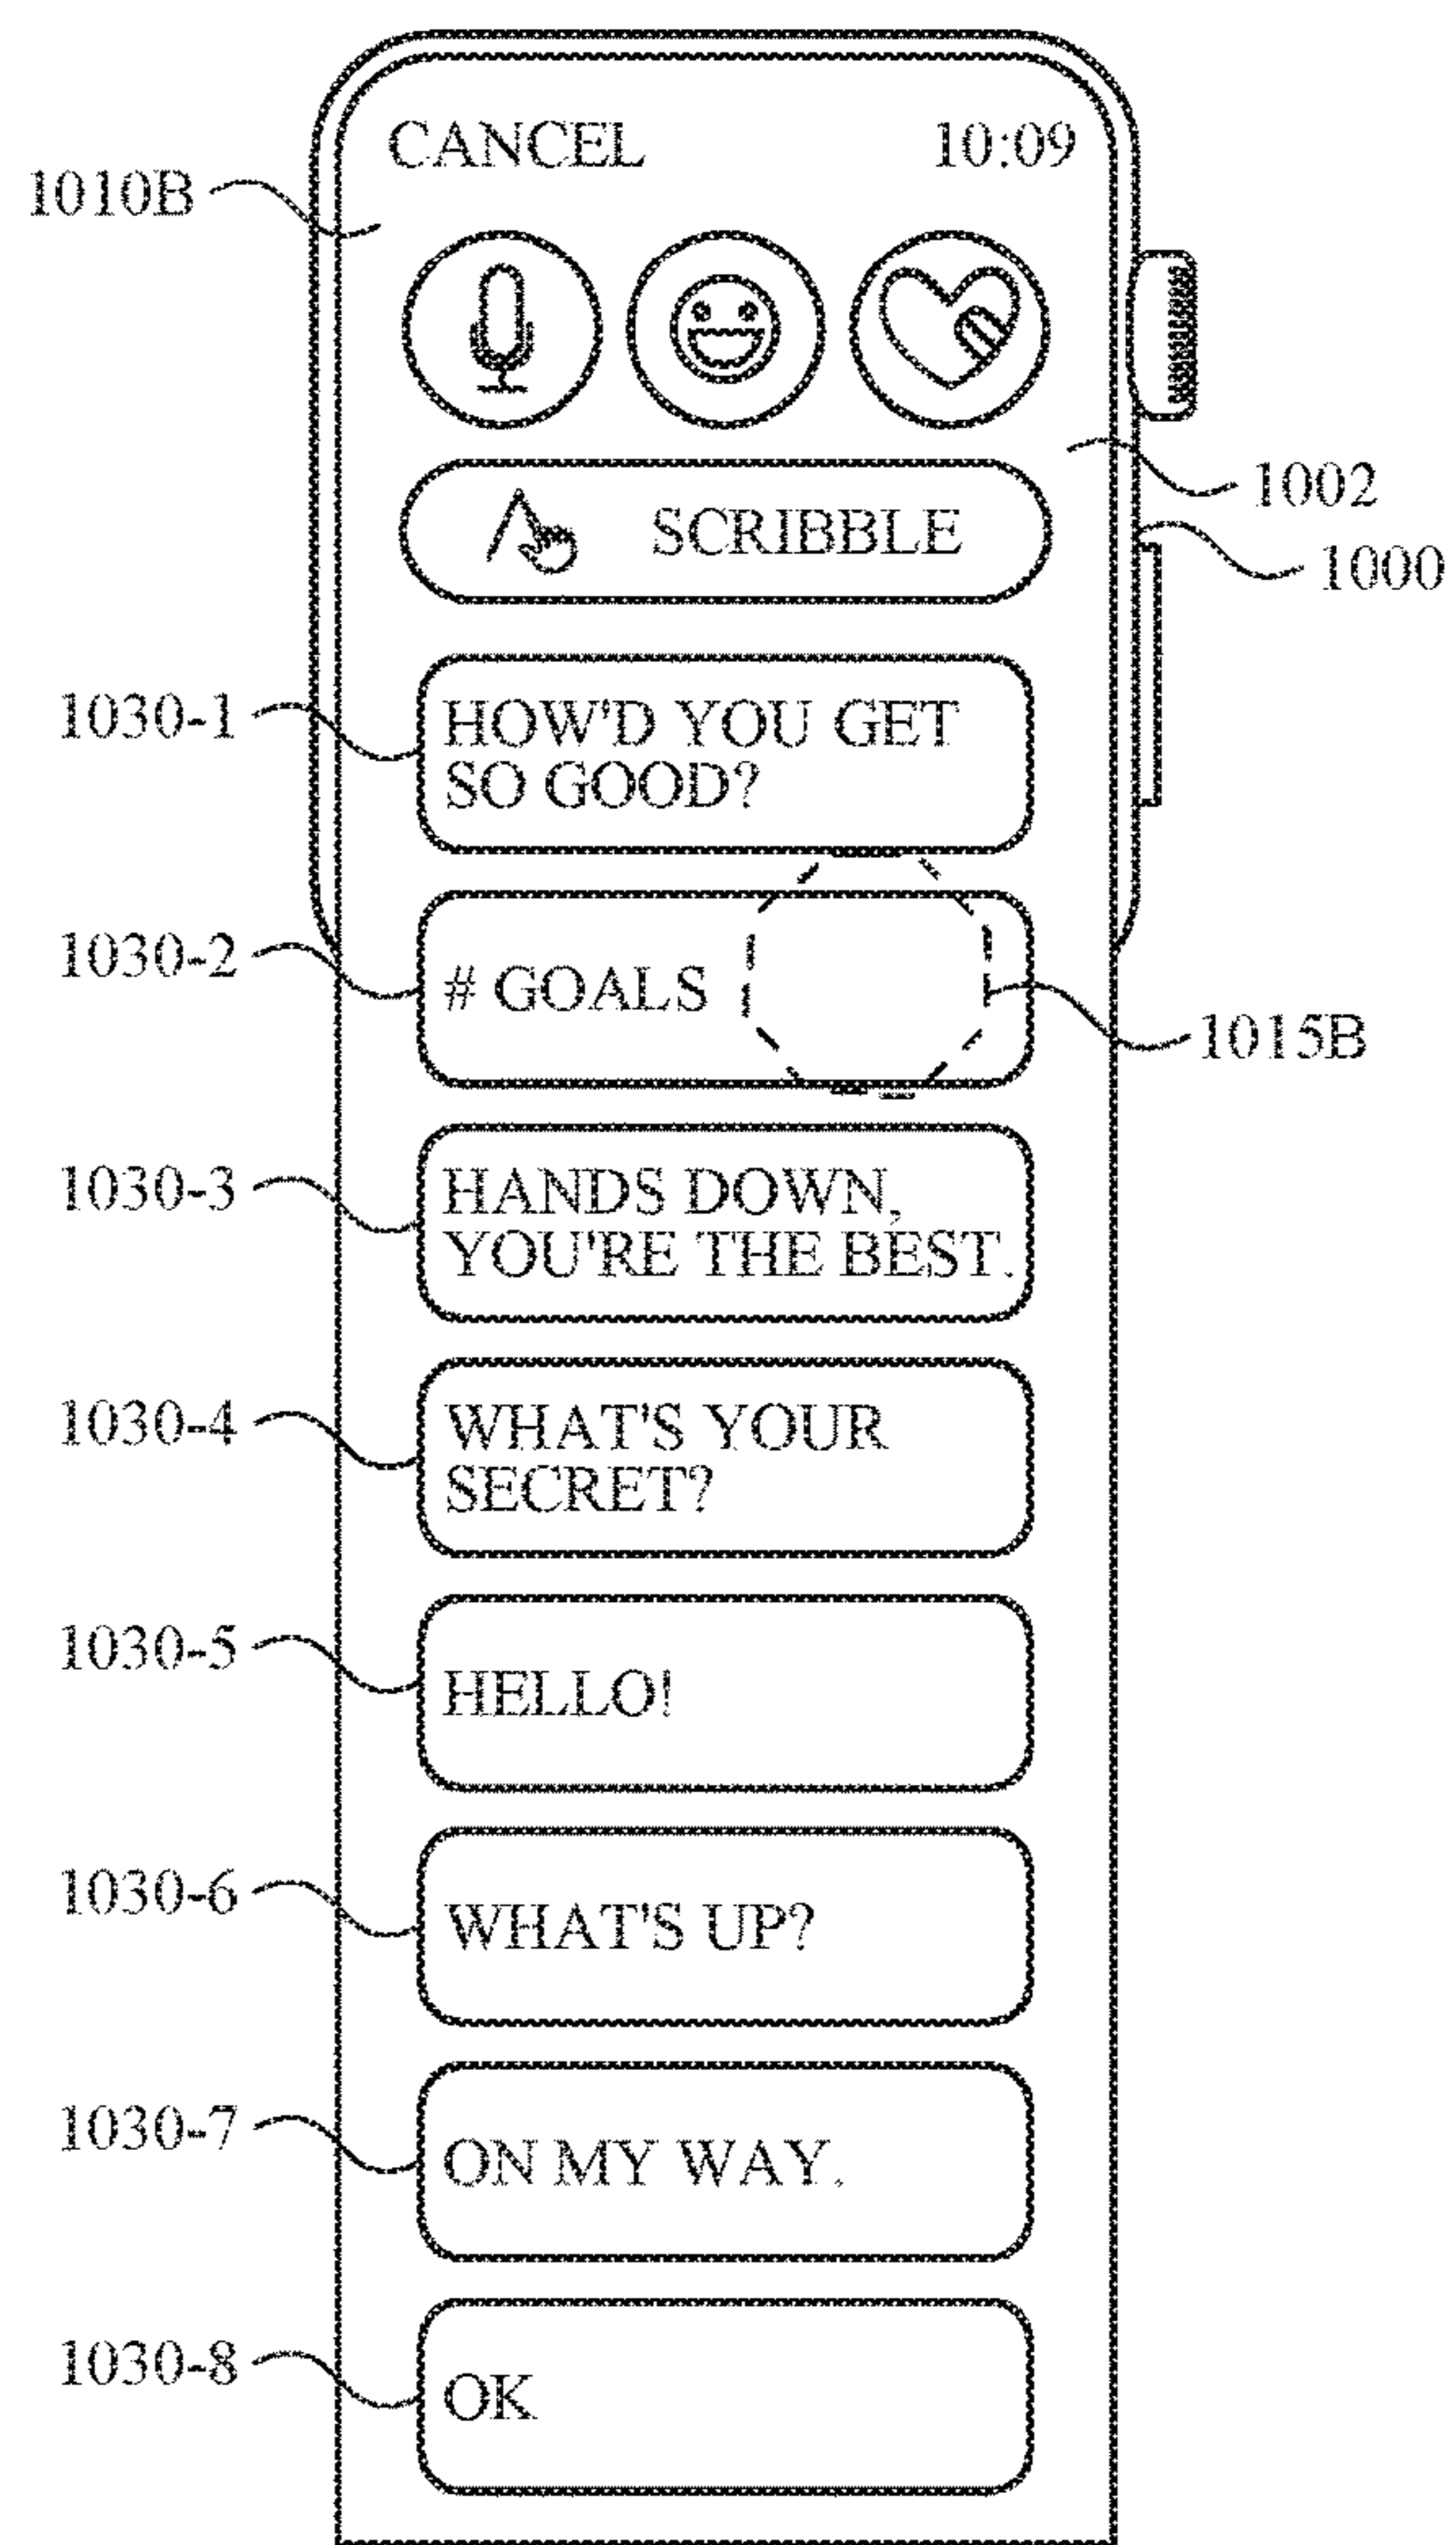 CANCEL 10:09
1010B
SCRIBBLE
1002
1000
1030-1
HOW'D YOU GET
SO GOOD?
1030-2
# GOALS
1015B
1030-3
HANDS DOWN,
YOU'RE THE BEST.
1030-4
WHAT'S YOUR
SECRET?
1030-5
HELLO!
1030-6
WHAT'S UP?
1030-7
ON MY WAY.
1030-8
OK